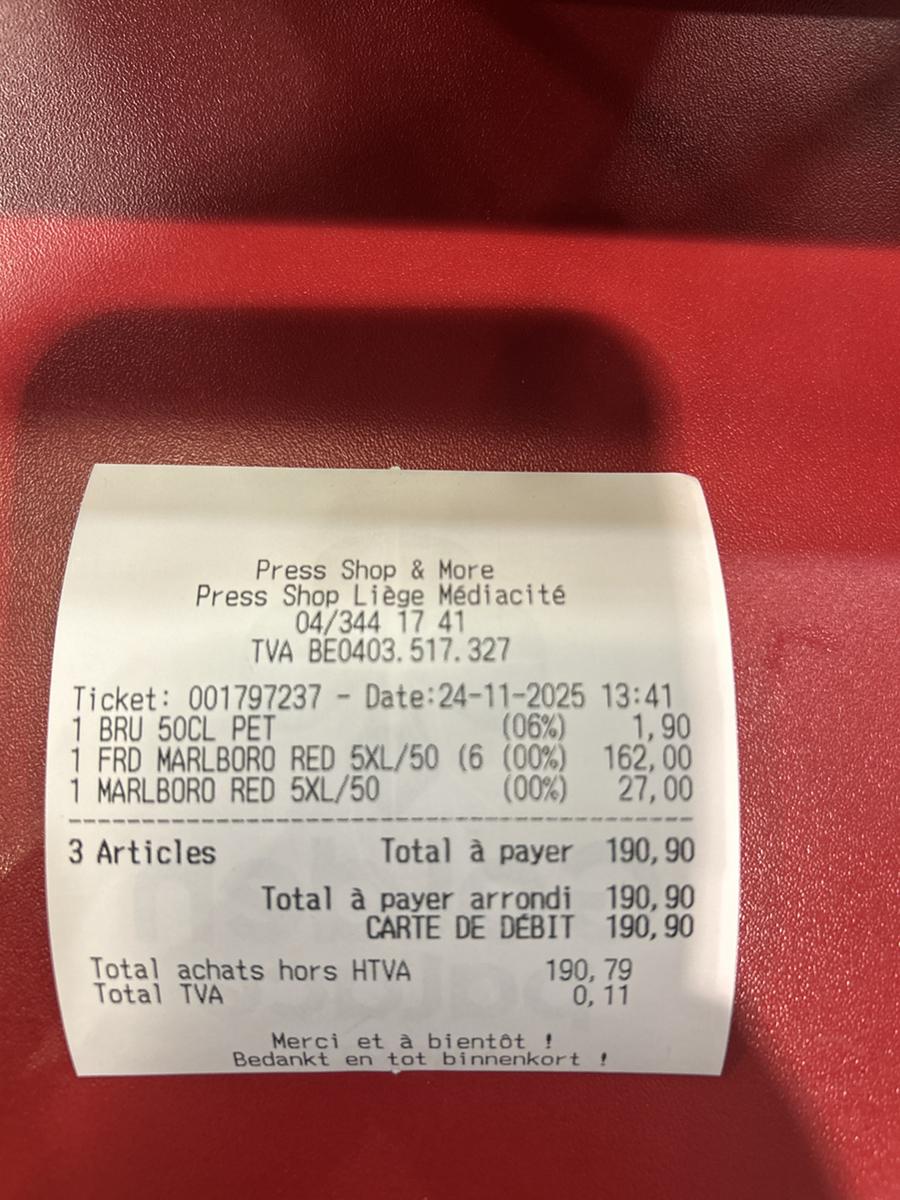 Press Shop & More
Press Shop Liège Médiacité
04/344 17 41
TVA BE0403.517.327
Ticket: 001797237 - Date:24-11-2025 13:41
1 BRU 50CL PET (06%) 1,90
1 FRD MARLBORO RED 5XL/50 (6 (00%) 162,00
1 MARLBORO RED 5XL/50 (00%) 27,00
3 Articles Total à payer 190,90
Total à payer arrondi 190,90
CARTE DE DÉBIT 190,90
Total achats hors HTVA 190,79
Total TVA 0,11
Merci et à bientôt !
Bedankt en tot binnenkort !